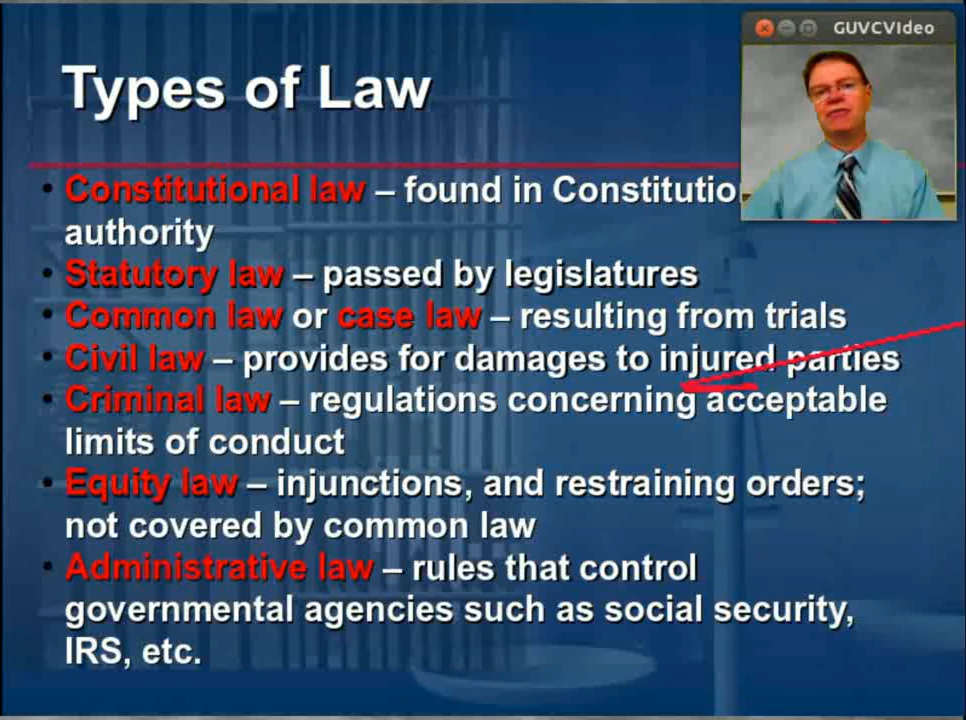 GUVCVIdeo
Types of Law
• Constitutional law – found in
authority
• Statutory law – passed by legislatures
• Common law or case law – resulting from trials
• Civil law – provides for damages to injured parties
• Criminal law – regulations concerning acceptable
limits of conduct
• Equity law – injunctions, and restraining orders;
not covered by common law
• Administrative law – rules that control
governmental agencies such as social security,
IRS, etc.